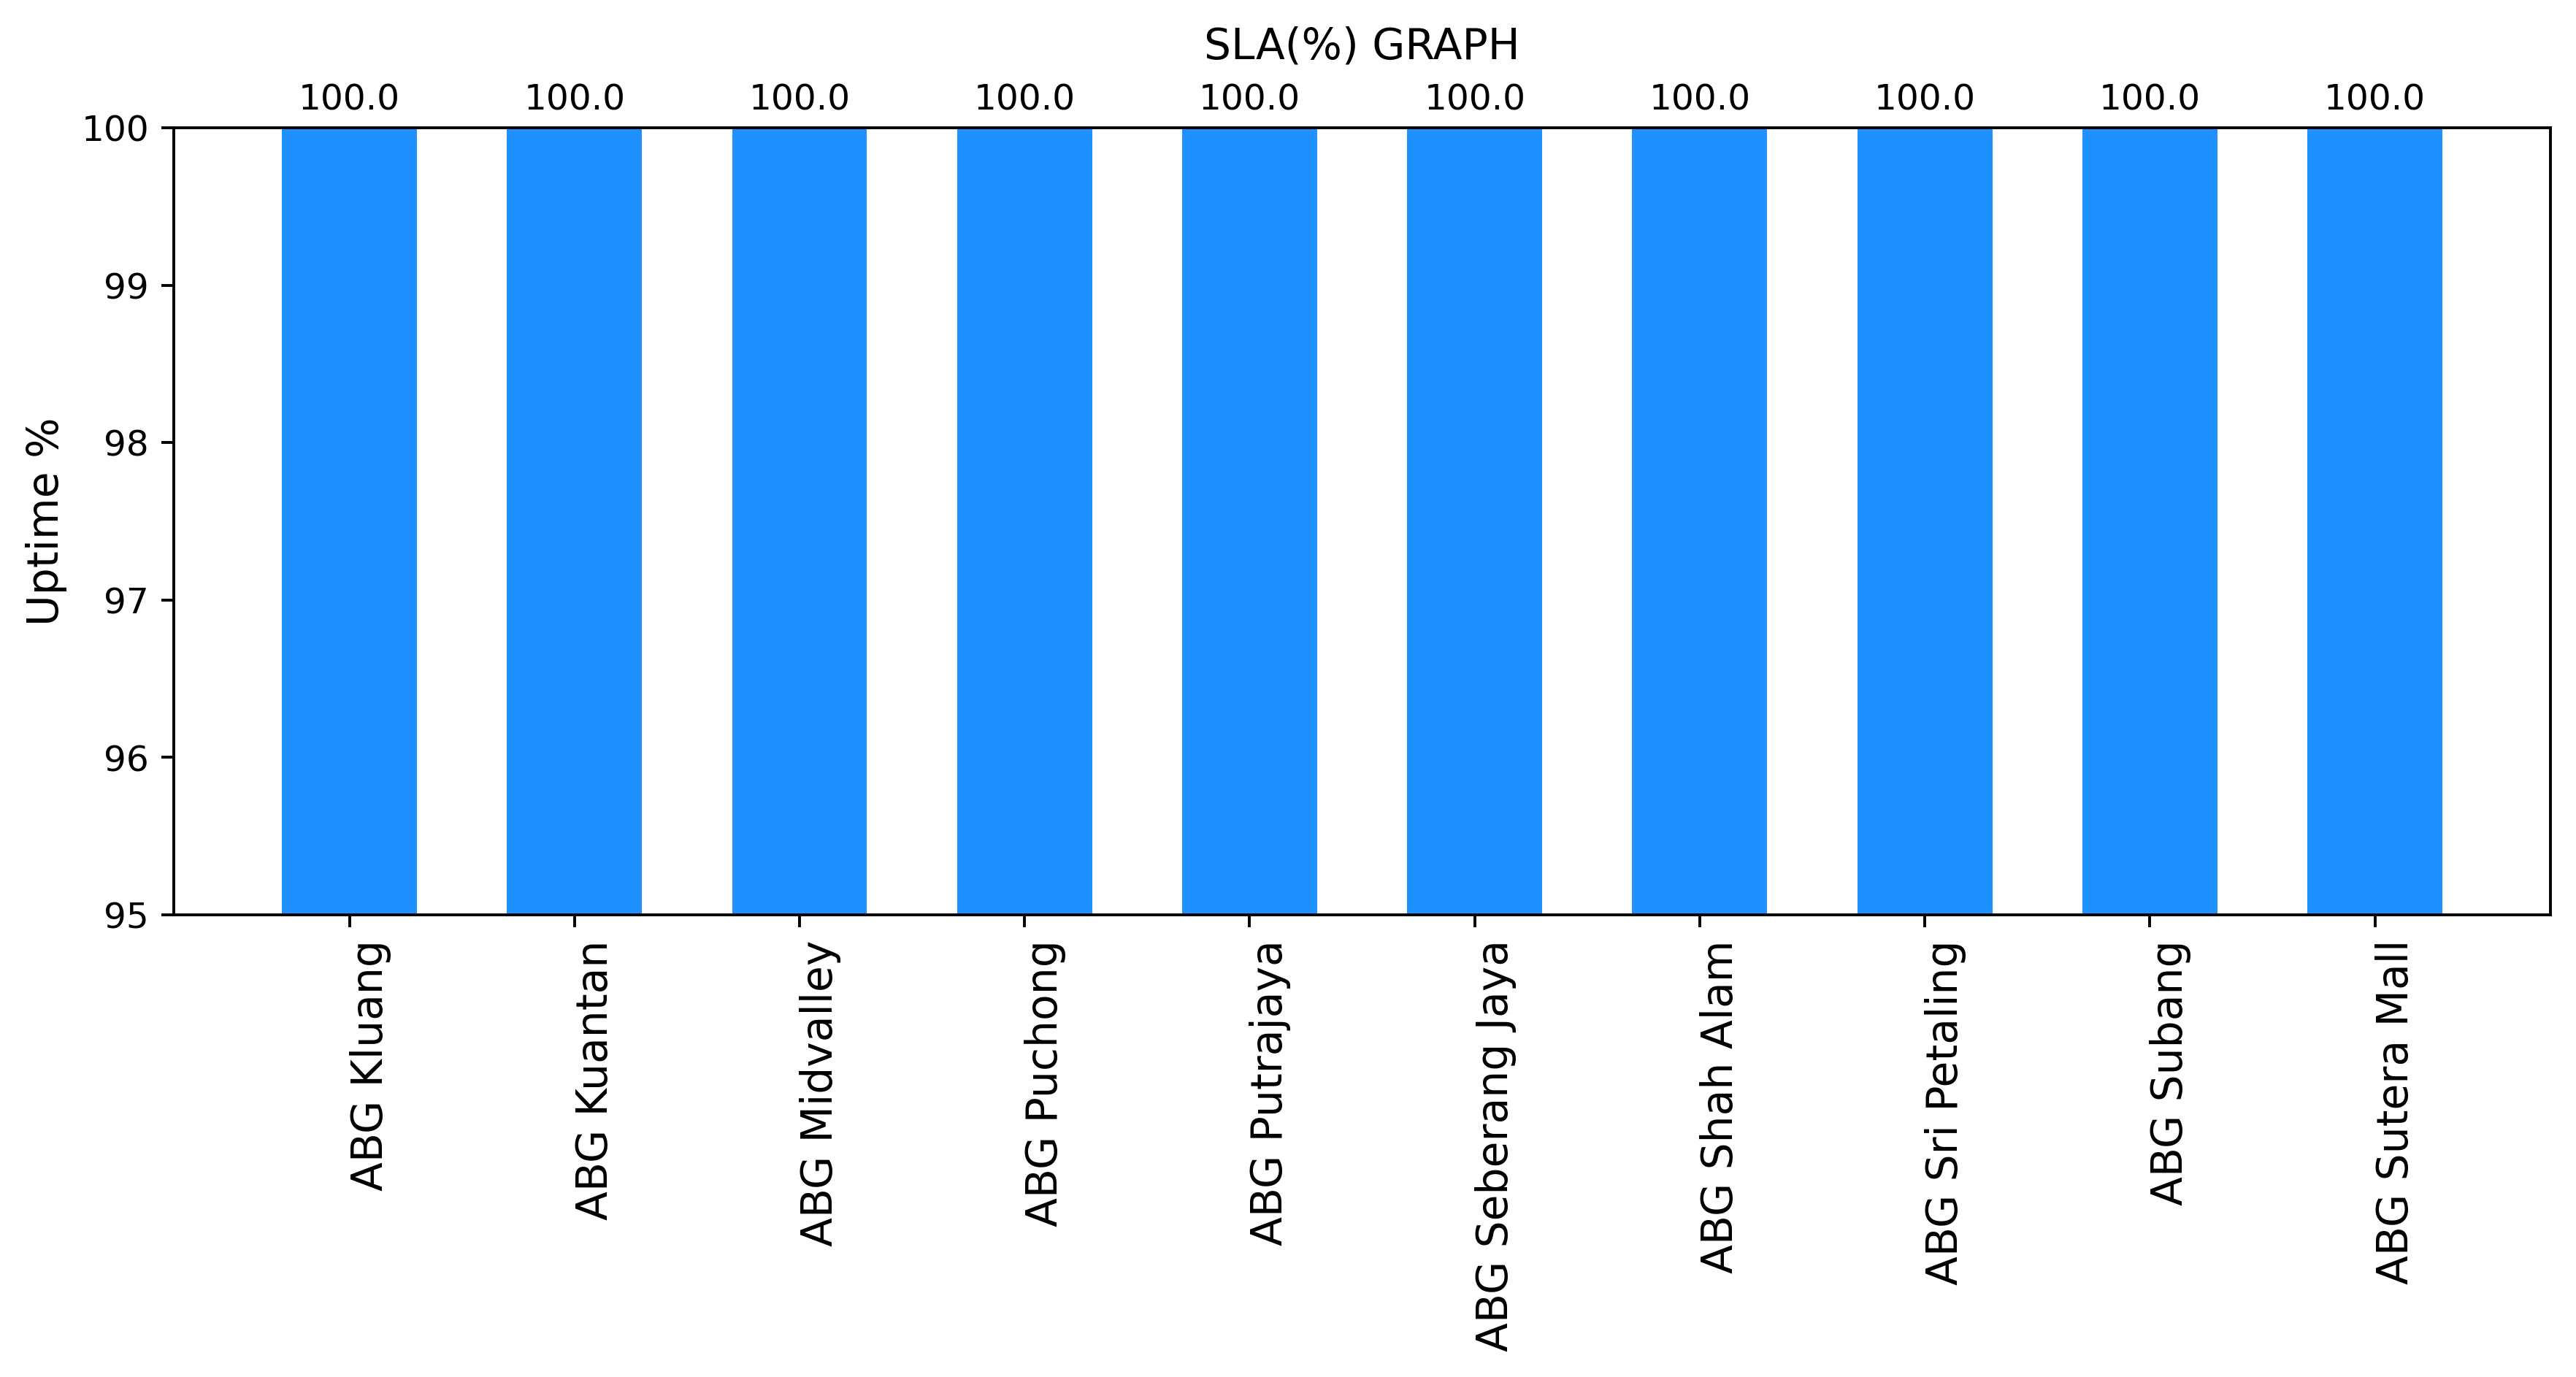 SLA(%) GRAPH
100.0 100.0 100.0 100.0 100.0 100.0 100.0 100.0 100.0 100.0
100
99
98
97
96
95
Uptime %
ABG Kluang
ABG Kuantan
ABG Midvalley
ABG Puchong
ABG Putrajaya
ABG Seberang Jaya
ABG Shah Alam
ABG Sri Petaling
ABG Subang
ABG Sutera Mall